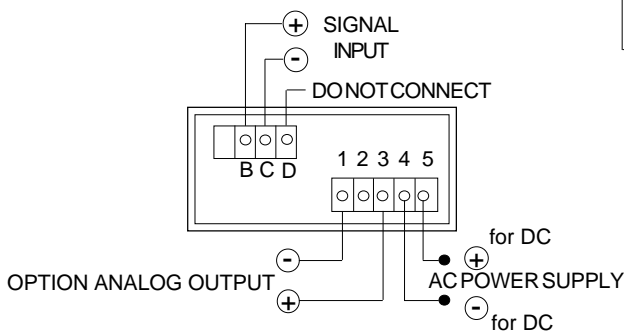 + SIGNAL
- INPUT
DO NOT CONNECT
B C D
1 2 3 4 5
for DC
- +
OPTION ANALOG OUTPUT AC POWER SUPPLY
+ -
for DC